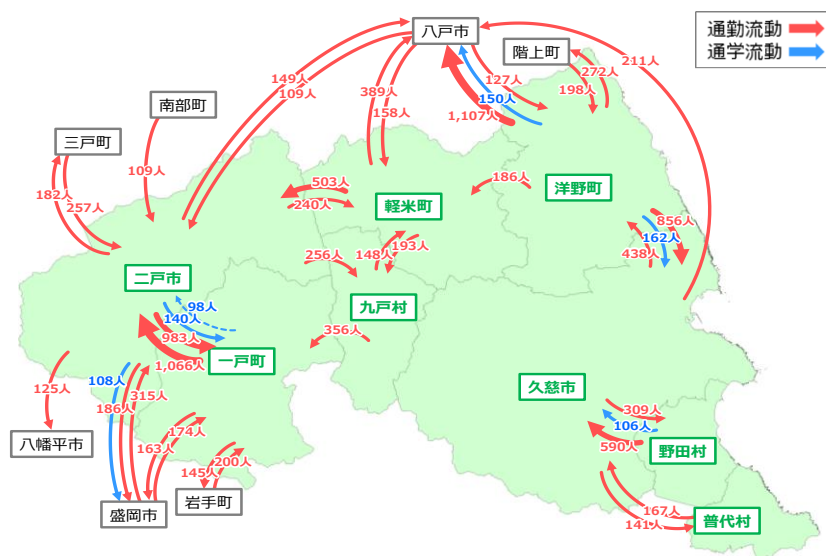 通勤流動
通学流動
八戸市
階上町
211人
149人
109人
389人
158人
127人
150人
1,107人
272人
198人
南部町
三戸町
109人
182人
257人
503人
240人
軽米町
186人
洋野町
856人
162人
438人
256人
148人
193人
二戸市
98人
140人
983人
1,066人
九戸村
356人
一戸町
久慈市
125人
108人
186人
315人
174人
163人
309人
106人
590人
野田村
八幡平市
200人
145人
岩手町
盛岡市
167人
141人
普代村